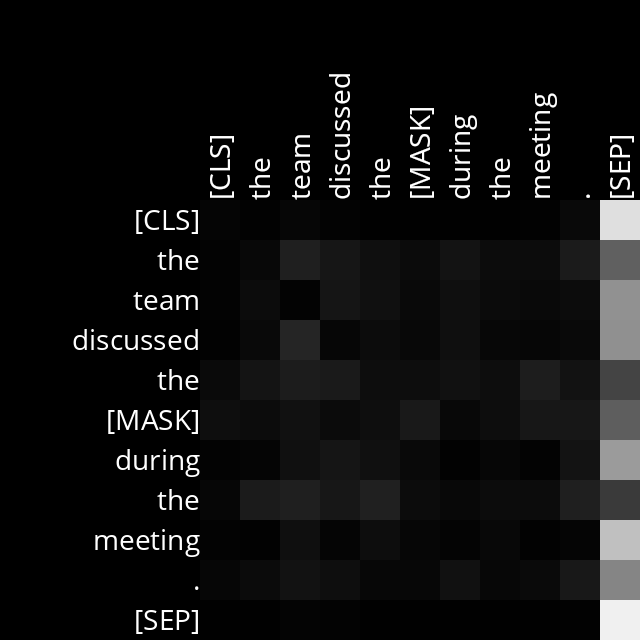 [CLS] the team discussed the [MASK] during the meeting . [SEP]
[CLS]
the
team
discussed
the
[MASK]
during
the
meeting
.
[SEP]